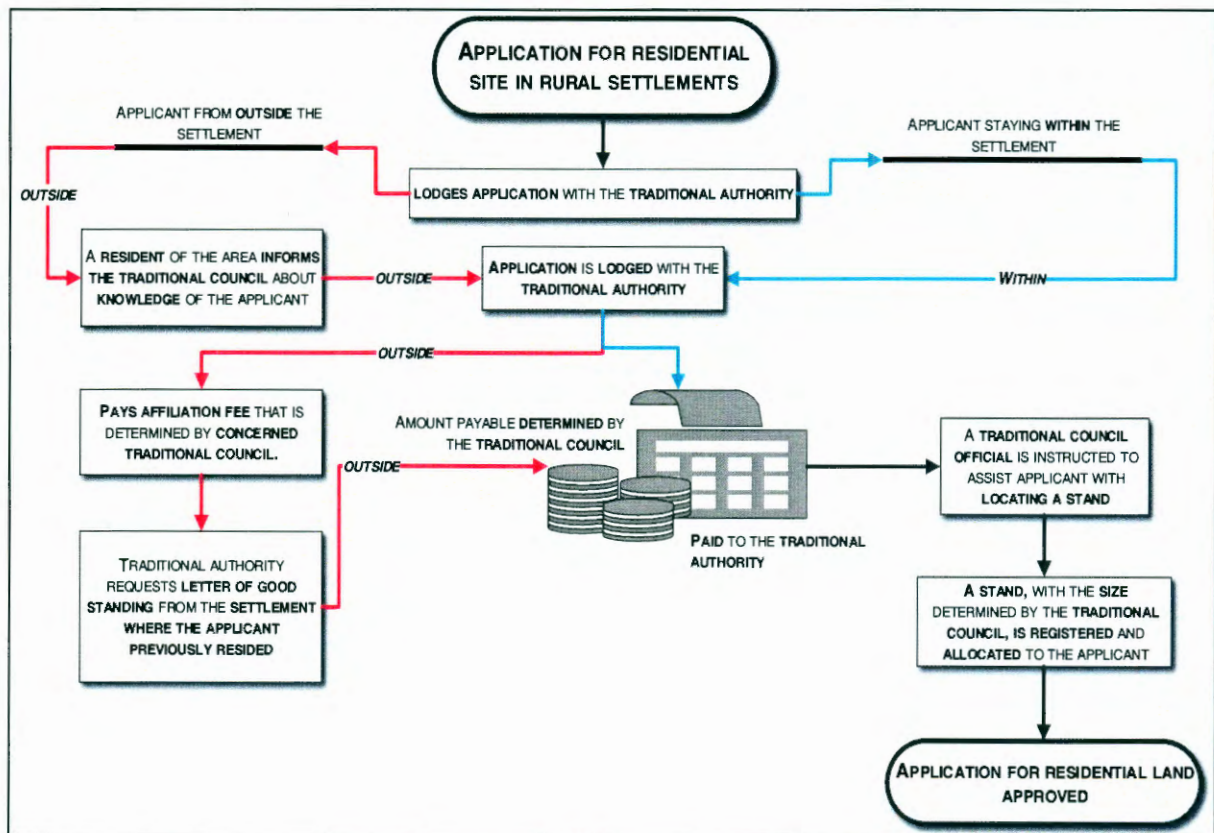 APPLICATION FOR RESIDENTIAL
SITE IN RURAL SETTLEMENTS
APPLICANT FROM OUTSIDE THE
SETTLEMENT
APPLICANT STAYING WITHIN THE
SETTLEMENT
LODGES APPLICATION WITH THE TRADITIONAL AUTHORITY
OUTSIDE
A RESIDENT OF THE AREA INFORMS
THE TRADITIONAL COUNCIL ABOUT
KNOWLEDGE OF THE APPLICANT
OUTSIDE
APPLICATION IS LODGED WITH THE
TRADITIONAL AUTHORITY
WITHIN
OUTSIDE
PAYS AFFILIATION FEE THAT IS
DETERMINED BY CONCERNED
TRADITIONAL COUNCIL.
TRADITIONAL AUTHORITY
REQUESTS LETTER OF GOOD
STANDING FROM THE SETTLEMENT
WHERE THE APPLICANT
PREVIOUSLY RESIDED
OUTSIDE
AMOUNT PAYABLE DETERMINED BY
THE TRADITIONAL COUNCIL
PAID TO THE TRADITIONAL
AUTHORITY
A TRADITIONAL COUNCIL
OFFICIAL IS INSTRUCTED TO
ASSIST APPLICANT WITH
LOCATING A STAND
A STAND, WITH THE SIZE
DETERMINED BY THE TRADITIONAL
COUNCIL, IS REGISTERED AND
ALLOCATED TO THE APPLICANT
APPLICATION FOR RESIDENTIAL LAND
APPROVED